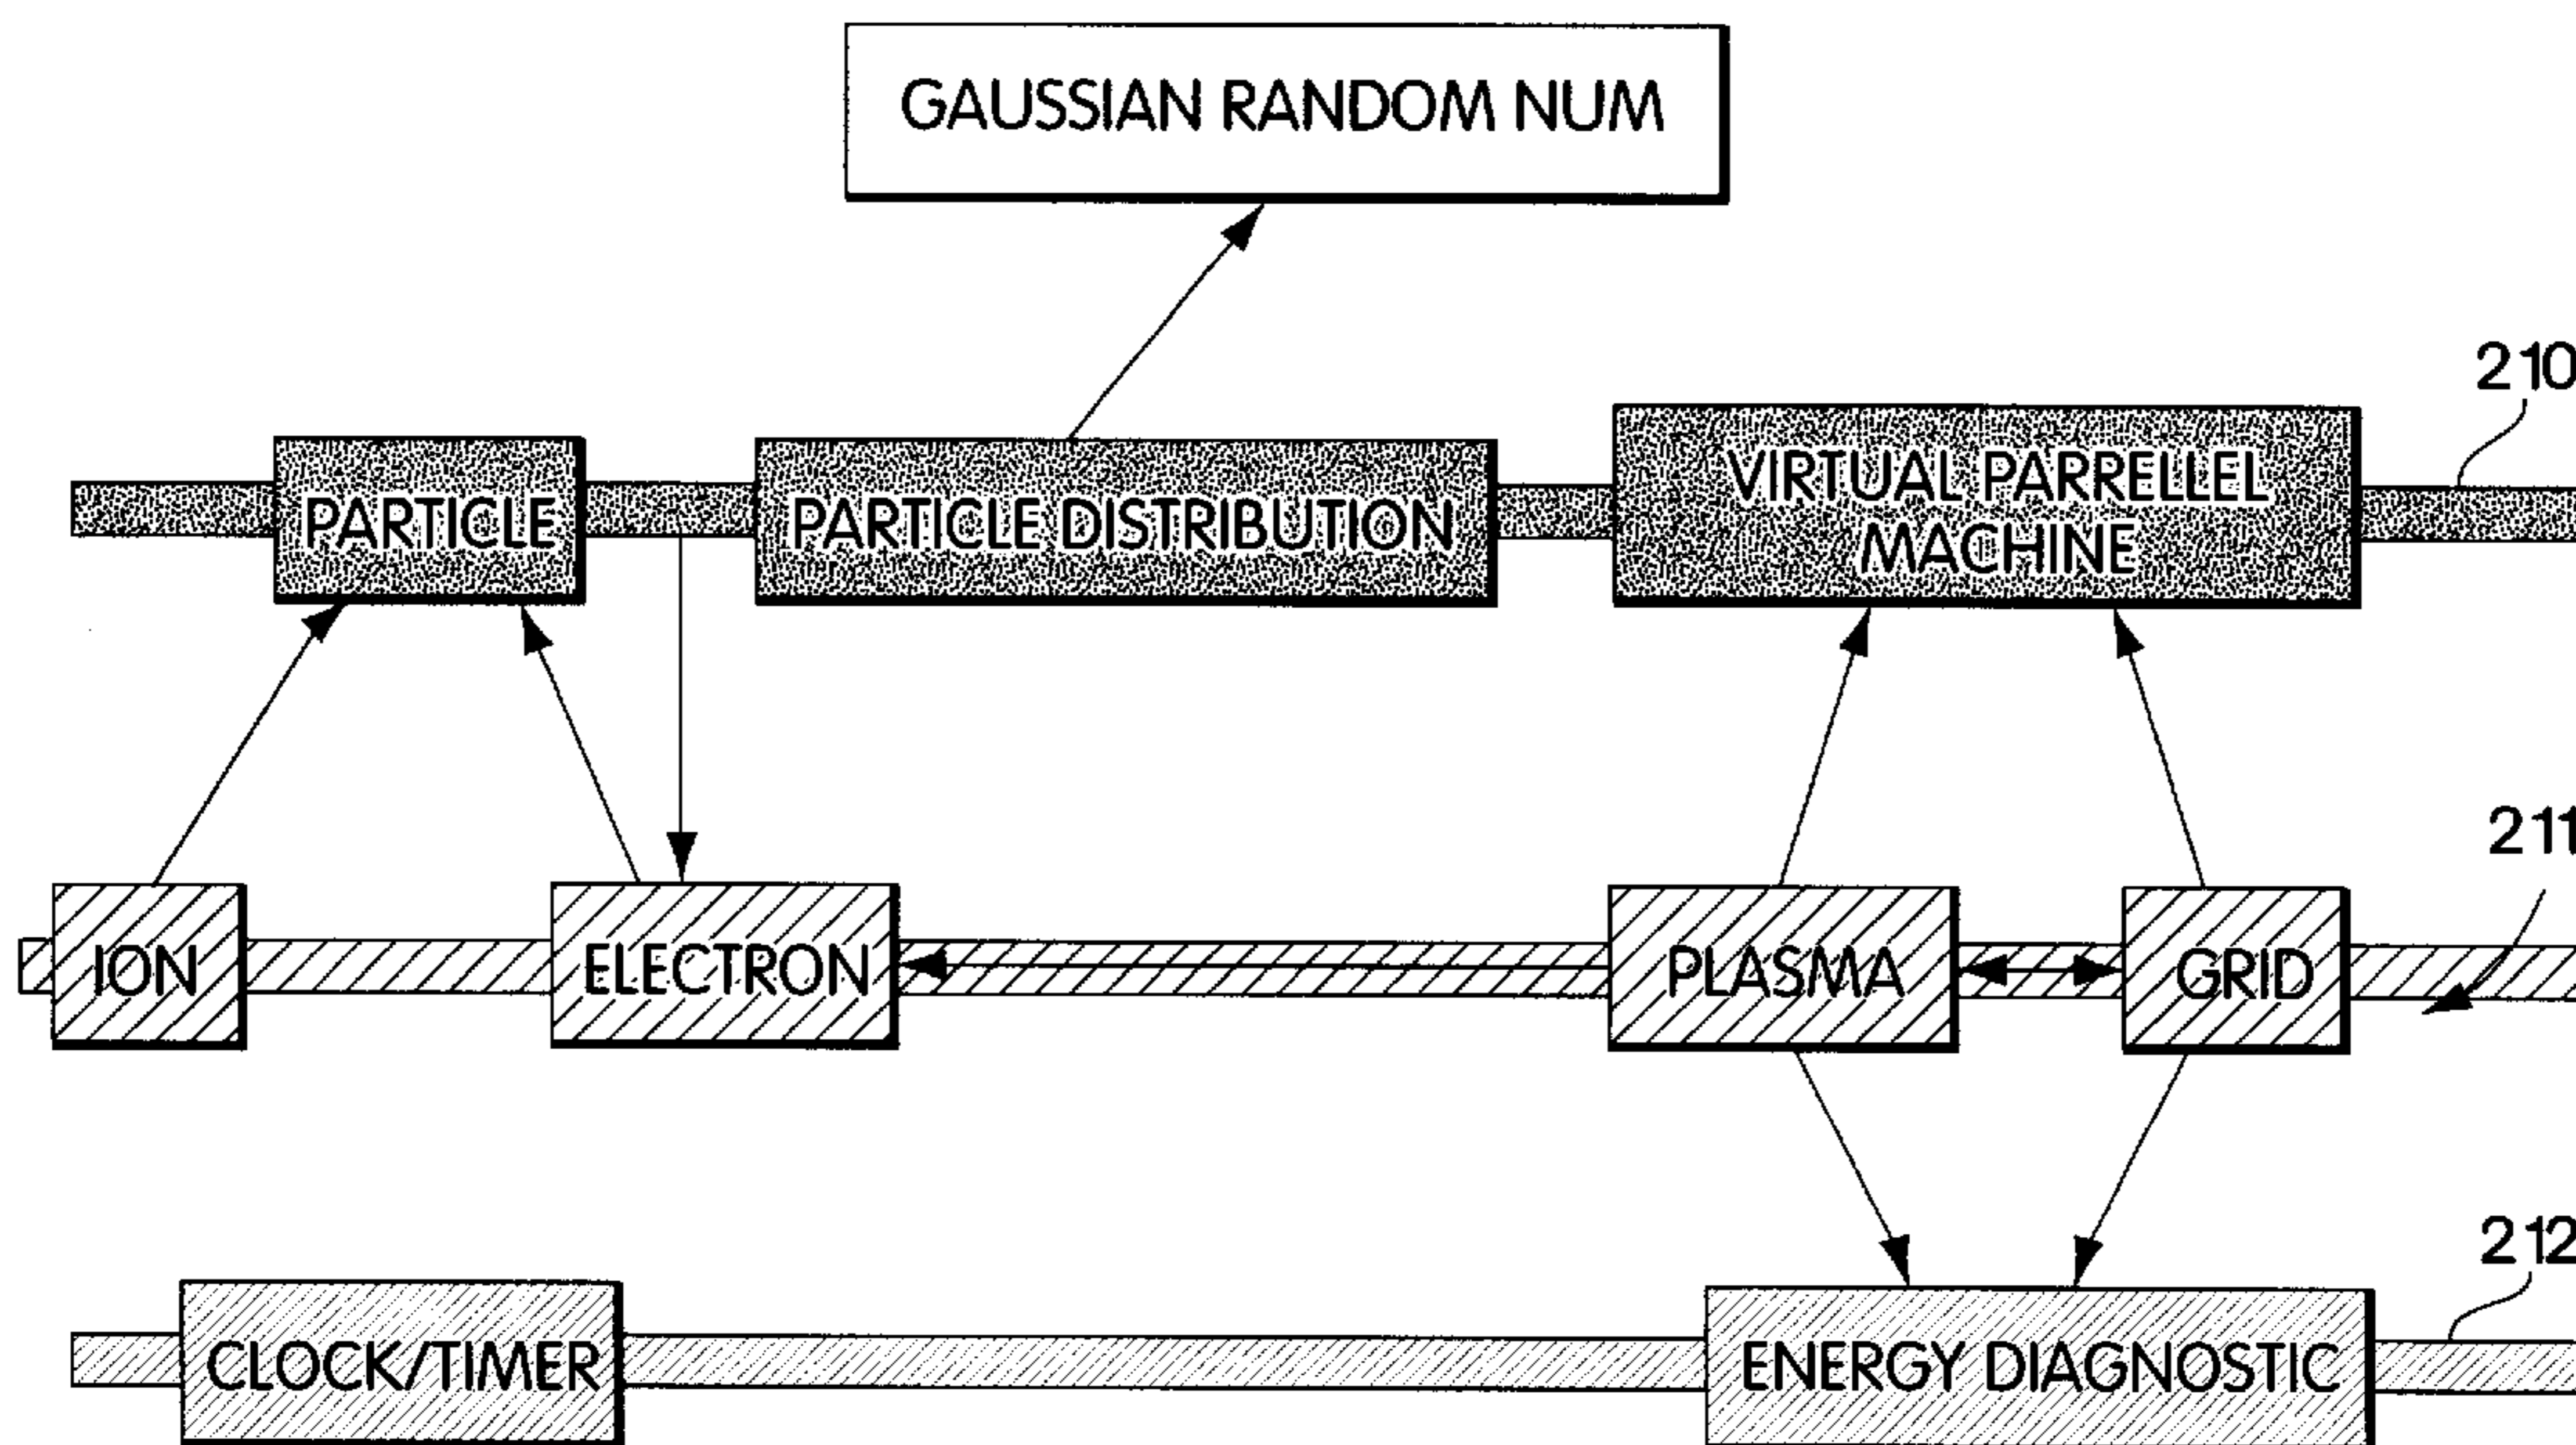 GAUSSIAN RANDOM NUM
210
PARTICLE
PARTICLE DISTRIBUTION
VIRTUAL PARRELLEL
MACHINE
211
ION
ELECTRON
PLASMA
GRID
212
CLOCK/TIMER
ENERGY DIAGNOSTIC